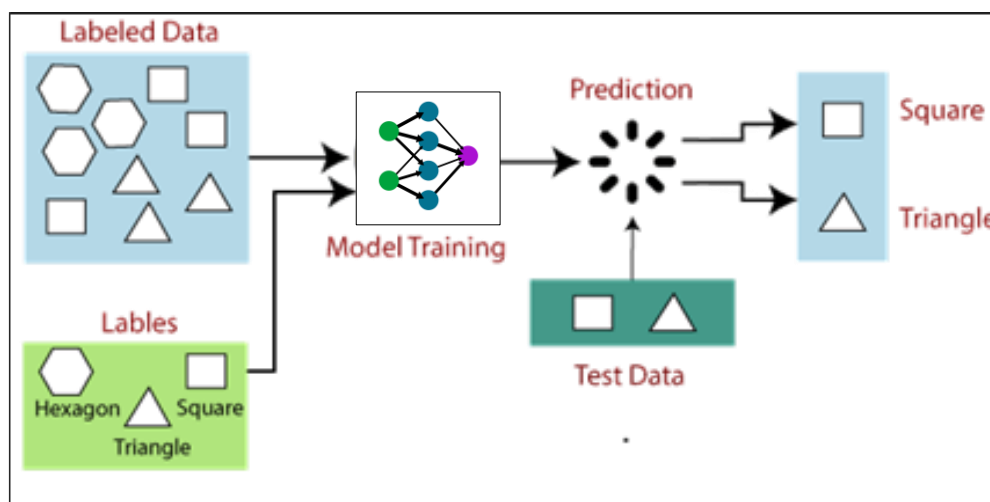 Labeled Data
Prediction
Square
Triangle
Model Training
Lables
Hexagon
Square
Triangle
Test Data